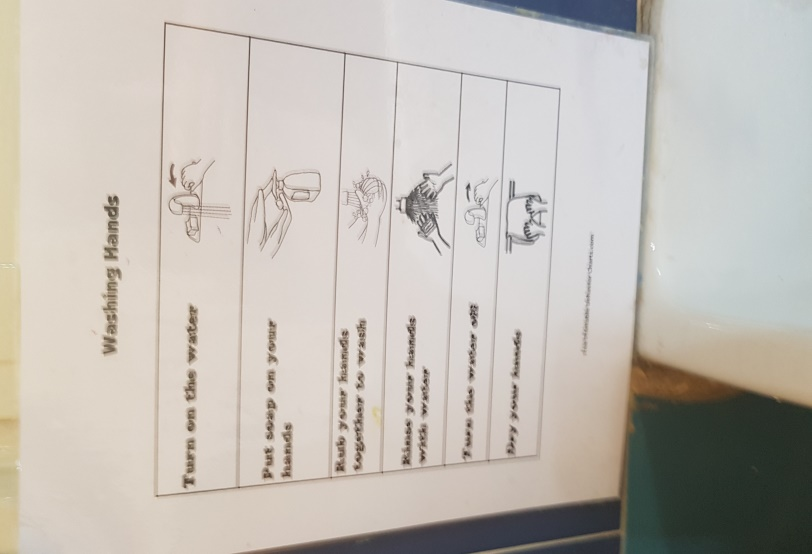 Washing Hands
Turn on the water
Put soap on your
hands
Rub your hands
together to wash
Rinse your hands
with water
Turn the water off
Dry your hands